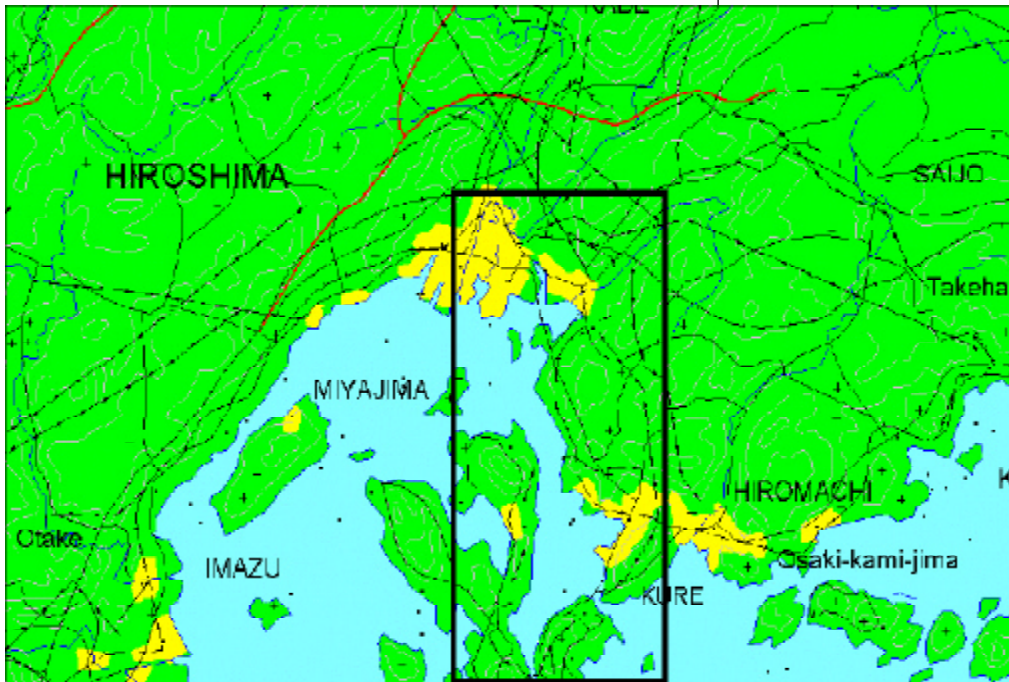 HIROSHIMA
SAIJO
Takeha
MIYAJIMA
HIROMACHI
Otake
IMAZU
Osaki-kami-jima
KURE